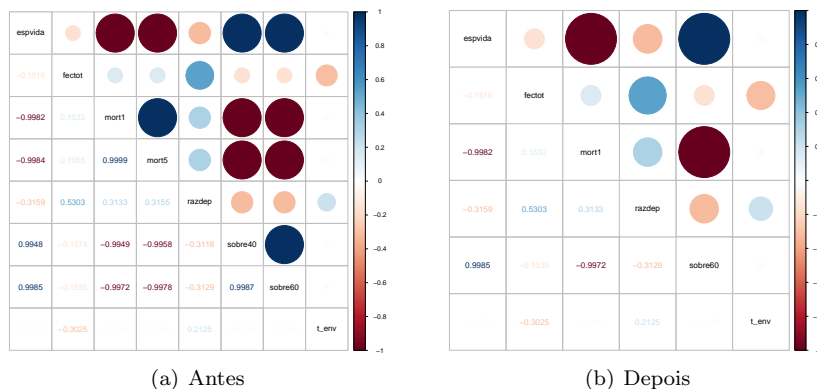 espvida
−0.1516 fectot
−0.9982 0.1532 mort1
−0.9984 0.1555 0.9999 mort5
−0.3159 0.5303 0.3133 0.3155 razdep
0.9948 −0.1574 −0.9949 −0.9958 −0.3118 sobre40
0.9985 −0.1535 −0.9972 −0.9978 −0.3129 0.9987 sobre60
−0.3025 0.2125 t_env
1
0.8
0.6
0.4
0.2
0
−0.2
−0.4
−0.6
−0.8
−1
(a) Antes
espvida
−0.1516 fectot
−0.9982 0.1532 mort1
−0.3159 0.5303 0.3133 razdep
0.9985 −0.1535 −0.9972 −0.3129 sobre60
−0.3025 0.2125 t_env
(b) Depois